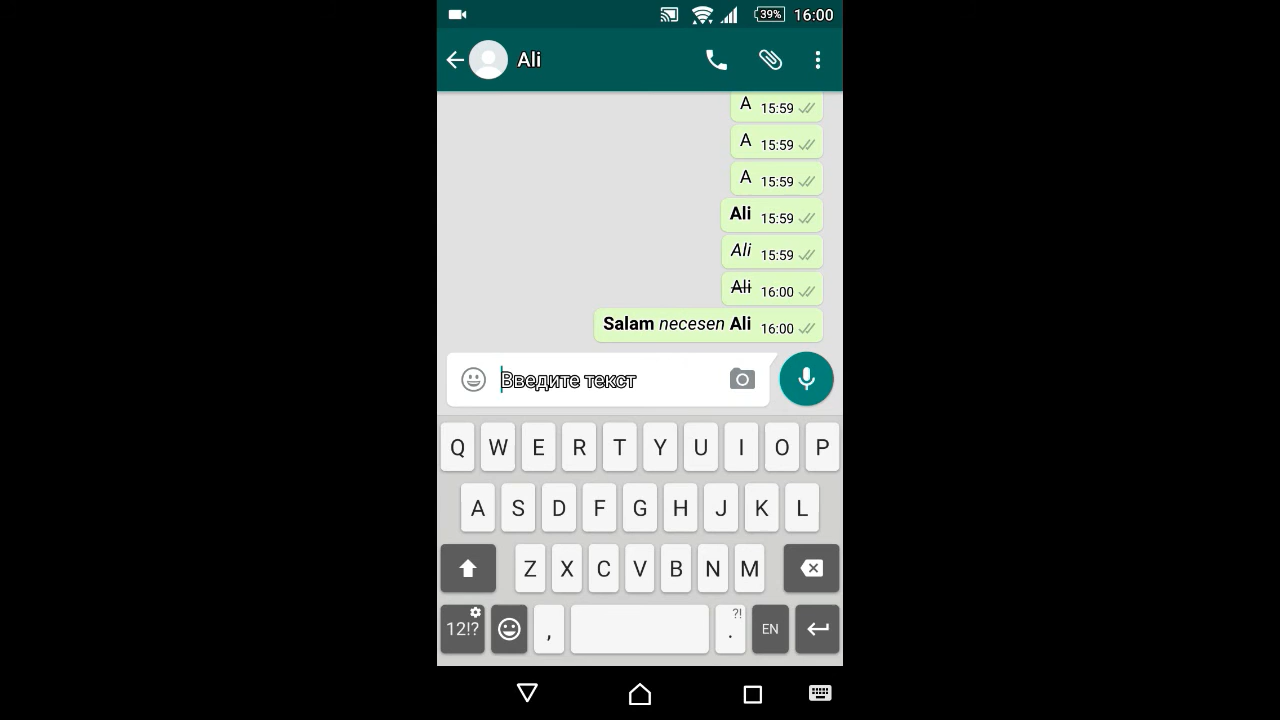 39% 16:00
Ali
A 15:59
A 15:59
A 15:59
Ali 15:59
Ali 15:59
Ali 16:00
Salam necesen Ali 16:00
Введите текст
Q W E R T Y U I O P
A S D F G H J K L
Z X C V B N M
12!? , ?! . EN